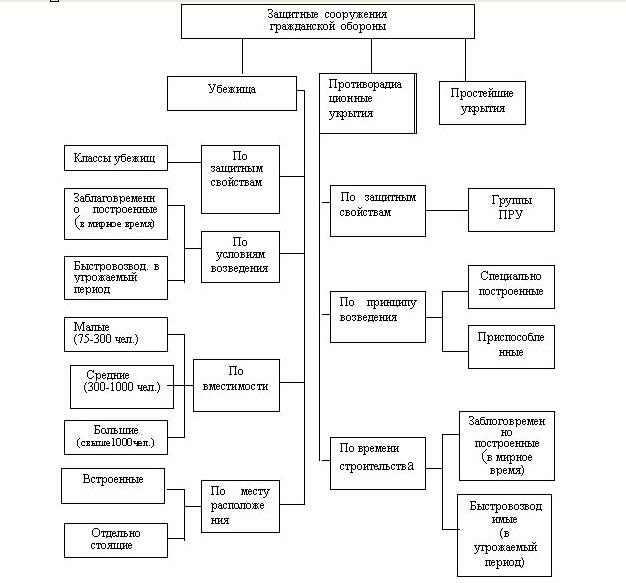 Защитные сооружения
гражданской обороны
Убежища
Противорадиа
ционные
укрытия
Простейшие
укрытия
Классы убежищ
По
защитным
свойствам
Заблаговременн
о построенные
(в мирное время)
Быстровозвод. в
угрожаемый
период
По
условиям
возведения
Малые
(75-300 чел.)
Средние
(300-1000 чел.)
Большие
(свыше1000чел.)
По
вместимости
Встроенные
Отдельно
стоящие
По месту
расположе
ния
По защитным
свойствам
Группы
ПРУ
По принципу
возведения
Специально
построенные
Приспособле
нные
По времени
строительства
Заблоговремен
но
построенные
(в мирное
время)
Быстровозвод
имые
(в
угрожаемый
период)